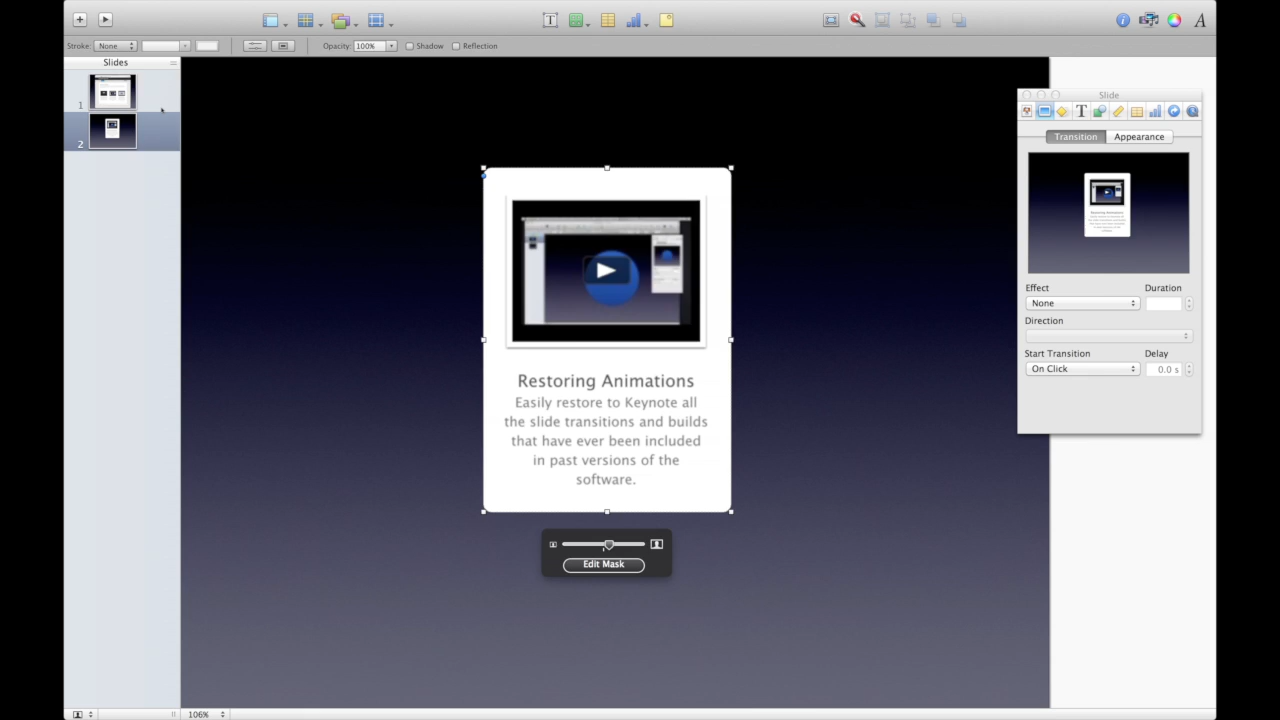 A
Stroke: None Opacity: 100% Shadow Reflection
Slides
1
2
Restoring Animations
Easily restore to Keynote all
the slide transitions and builds
that have ever been included
in past versions of the
software.
Edit Mask
106%
Slide
T
Transition Appearance
Effect Duration
None
Direction
Start Transition Delay
On Click 0.0 s